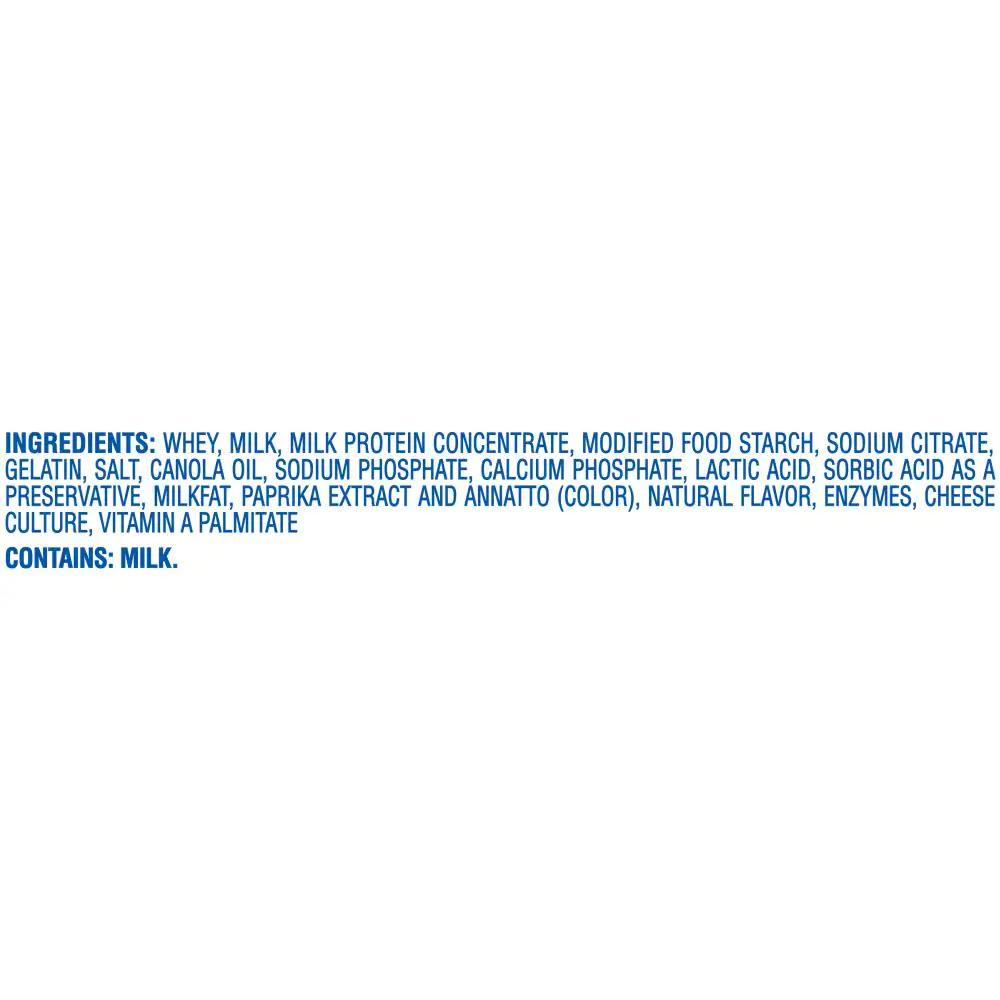 INGREDIENTS: WHEY, MILK, MILK PROTEIN CONCENTRATE, MODIFIED FOOD STARCH, SODIUM CITRATE,
GELATIN, SALT, CANOLA OIL, SODIUM PHOSPHATE, CALCIUM PHOSPHATE, LACTIC ACID, SORBIC ACID AS A
PRESERVATIVE, MILKFAT, PAPRIKA EXTRACT AND ANNATTO (COLOR), NATURAL FLAVOR, ENZYMES, CHEESE
CULTURE, VITAMIN A PALMITATE
CONTAINS: MILK.